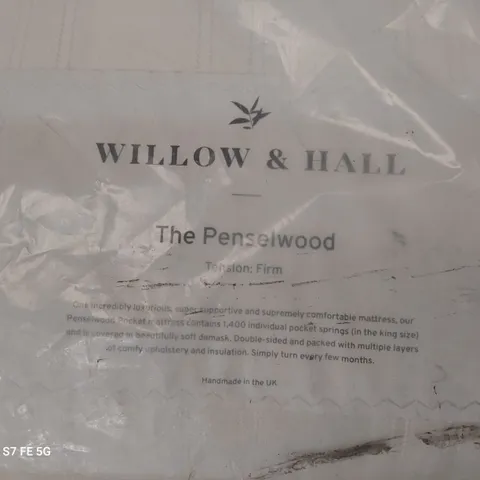 WILLOW & HALL
The Penselwood
Tension: Firm
One incredibly luxurious, super supportive and supremely comfortable mattress, our
Penselwood Pocket mattress contains 1,400 individual pocket springs (in the king size)
and is covered in beautifully soft damask. Double-sided and packed with multiple layers
of comfy upholstery and insulation. Simply turn every few months.
Handmade in the UK
S7 FE 5G